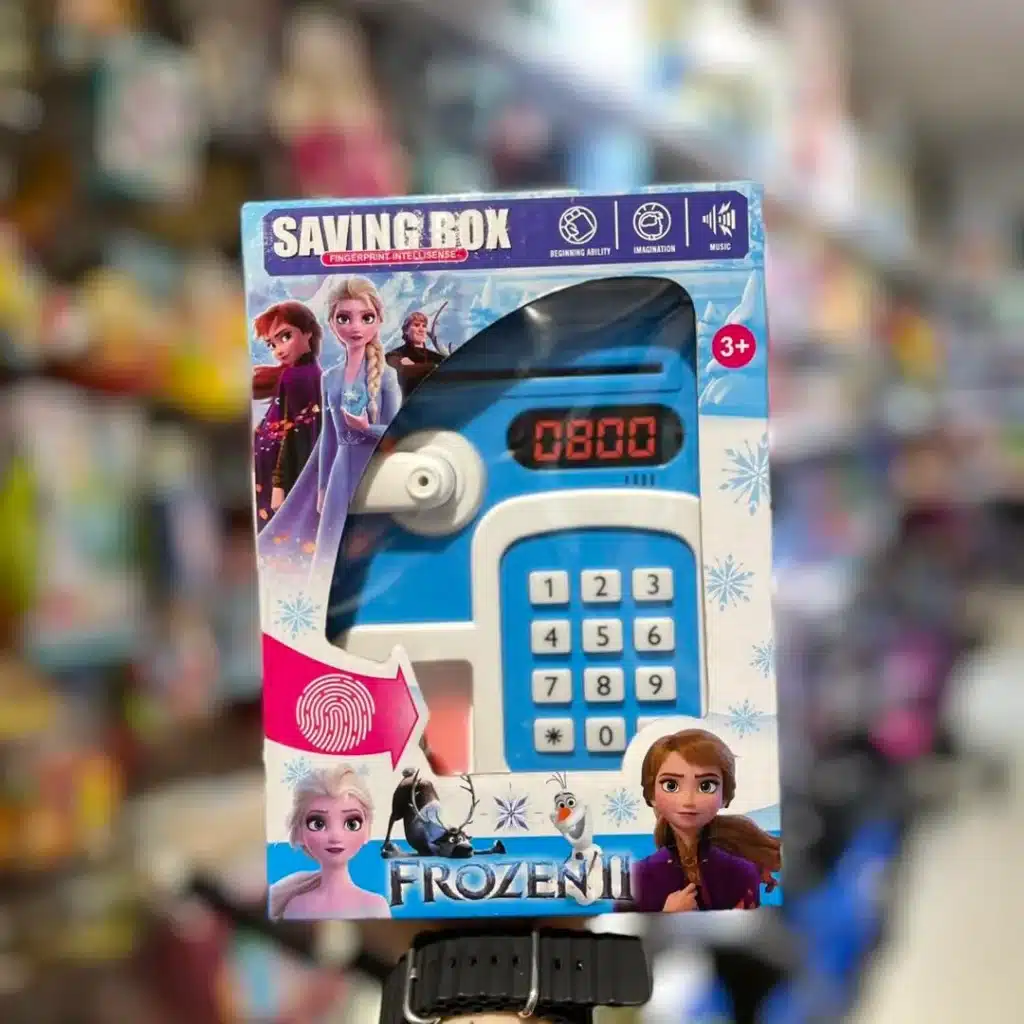 SAVING BOX
FINGERPRINT INTELLISENSE
BEGINNING ABILITY
IMAGINATION
MUSIC
3+
0800
1 2 3
4 5 6
7 8 9
* 0
FROZEN II